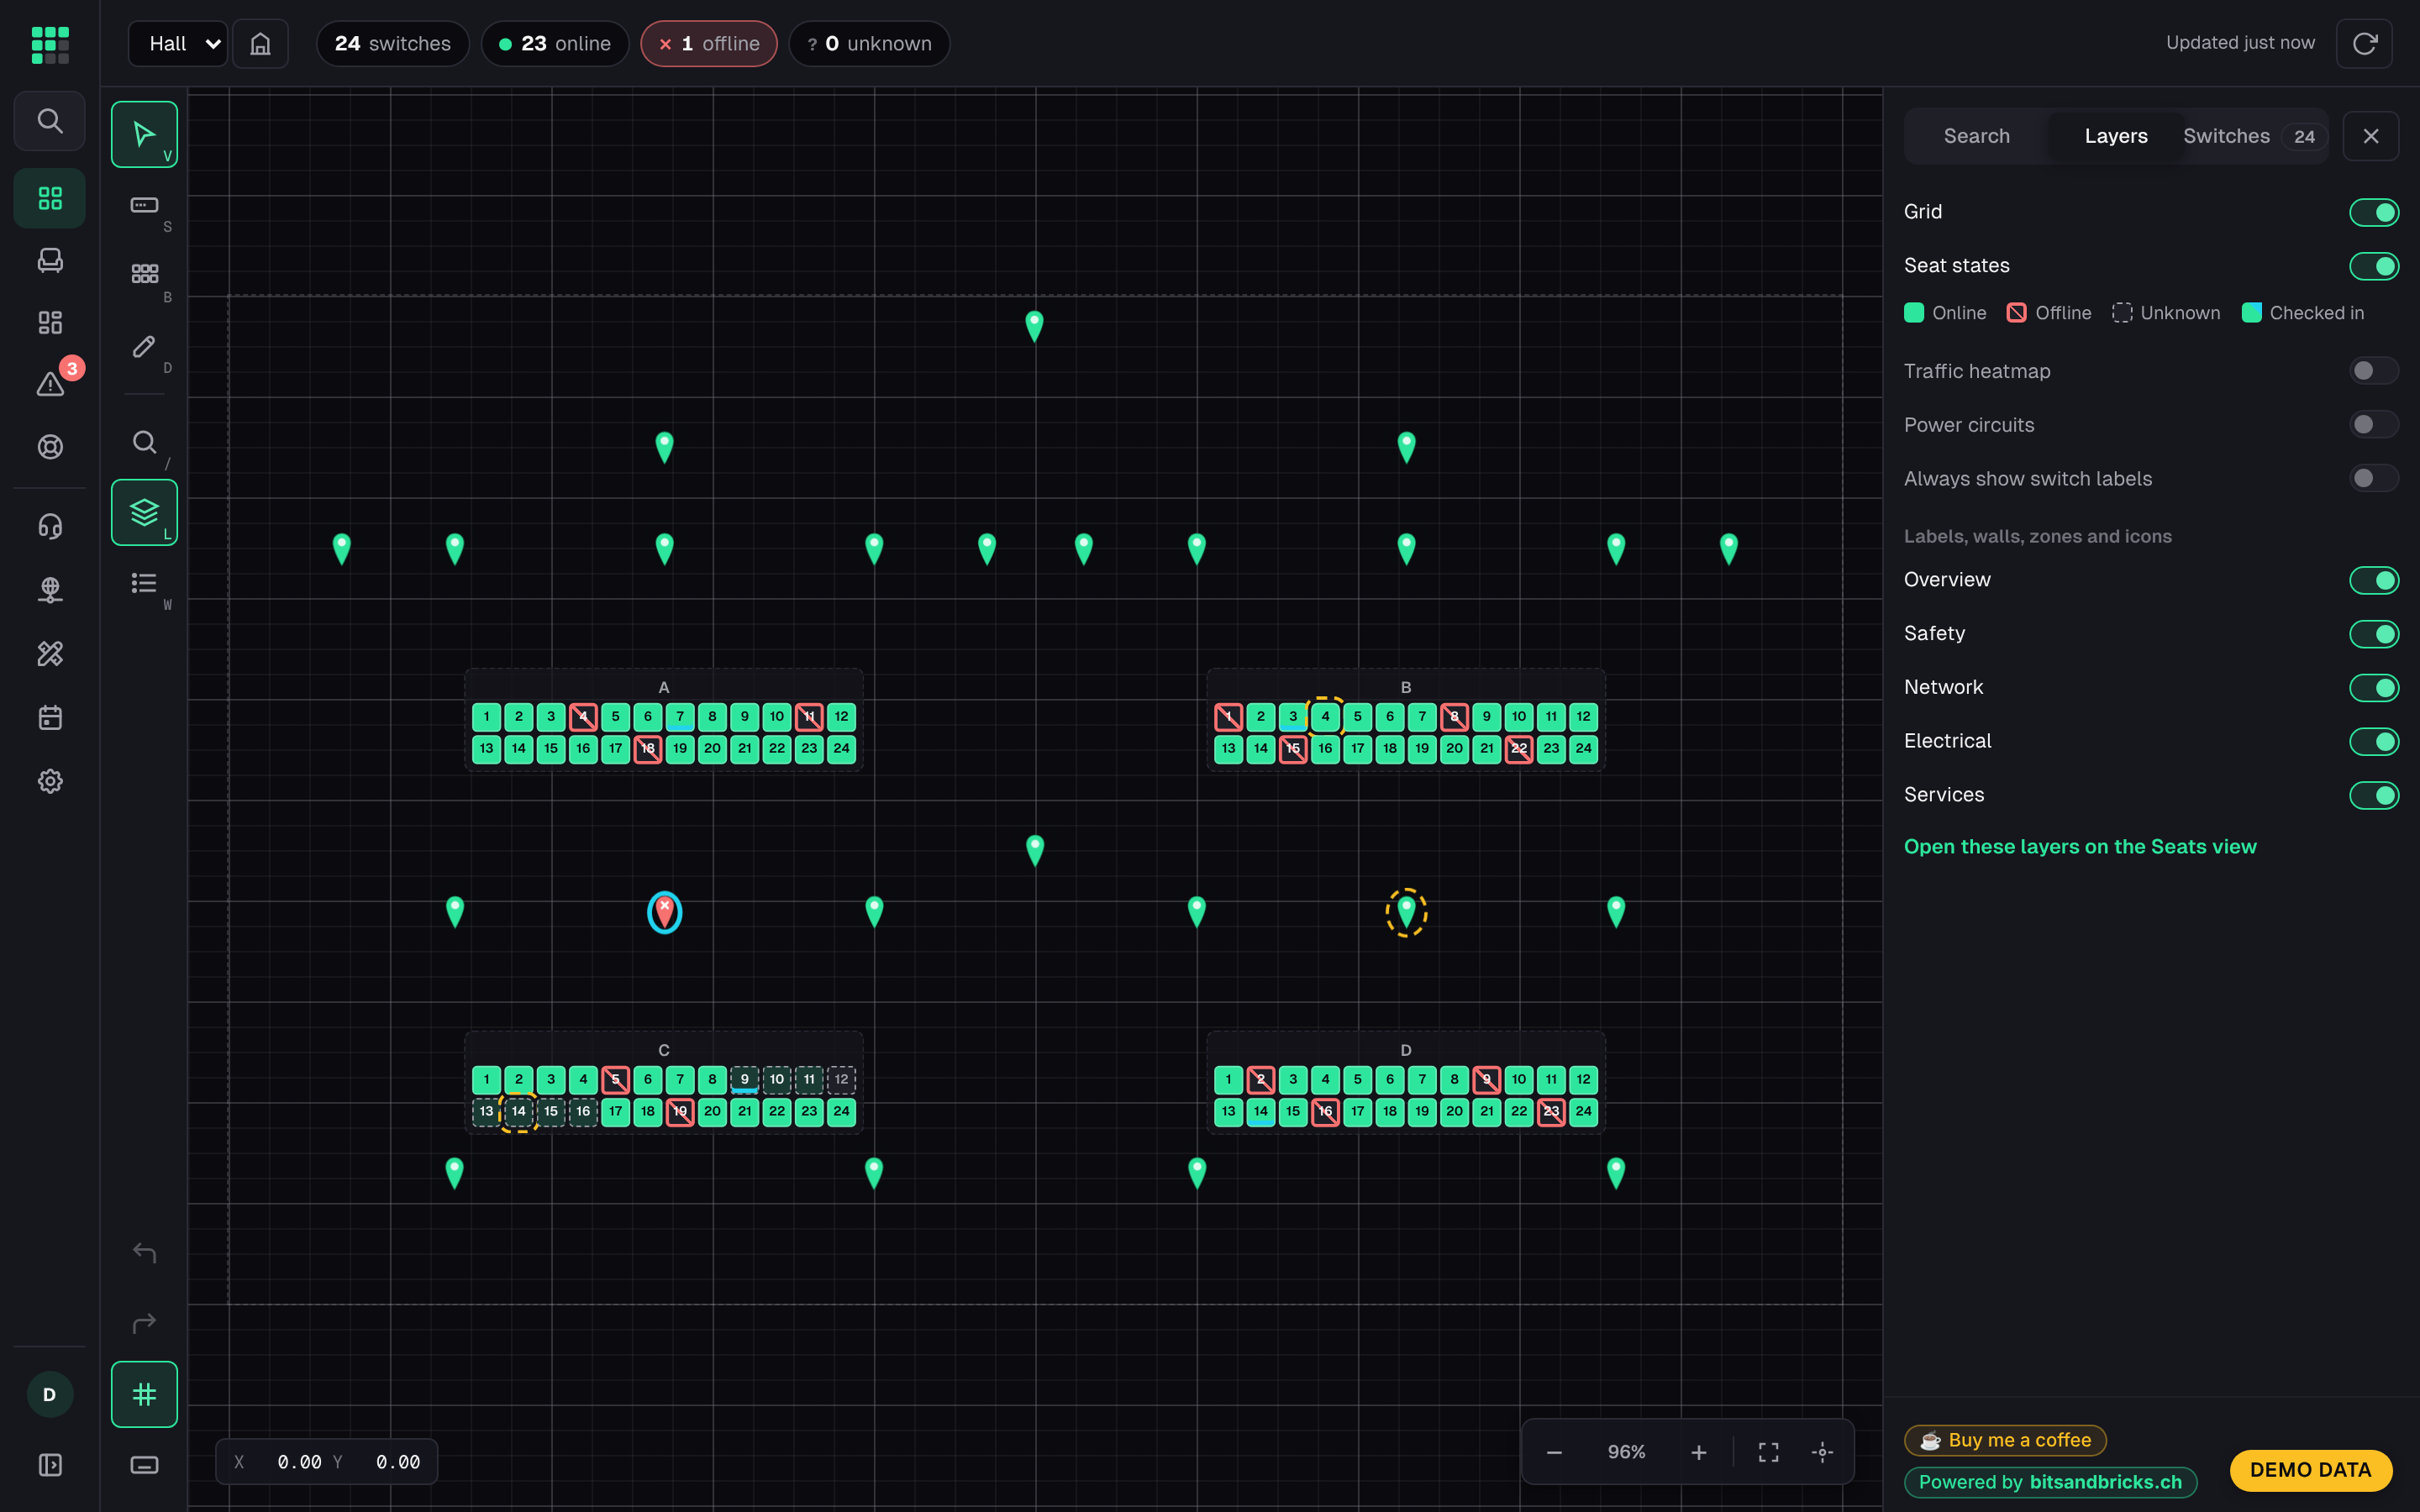 Hall 24 switches 23 online × 1 offline ? 0 unknown Updated just now
V
S
B
D
/
L
W
3
D
Search Layers Switches 24
Grid
Seat states
Online Offline Unknown Checked in
Traffic heatmap
Power circuits
Always show switch labels
Labels, walls, zones and icons
Overview
Safety
Network
Electrical
Services
Open these layers on the Seats view
A
1 2 3 4 5 6 7 8 9 10 11 12
13 14 15 16 17 18 19 20 21 22 23 24
B
1 2 3 4 5 6 7 8 9 10 11 12
13 14 15 16 17 18 19 20 21 22 23 24
C
1 2 3 4 5 6 7 8 9 10 11 12
13 14 15 16 17 18 19 20 21 22 23 24
D
1 2 3 4 5 6 7 8 9 10 11 12
13 14 15 16 17 18 19 20 21 22 23 24
X 0.00 Y 0.00
96%
Buy me a coffee
Powered by bitsandbricks.ch
DEMO DATA